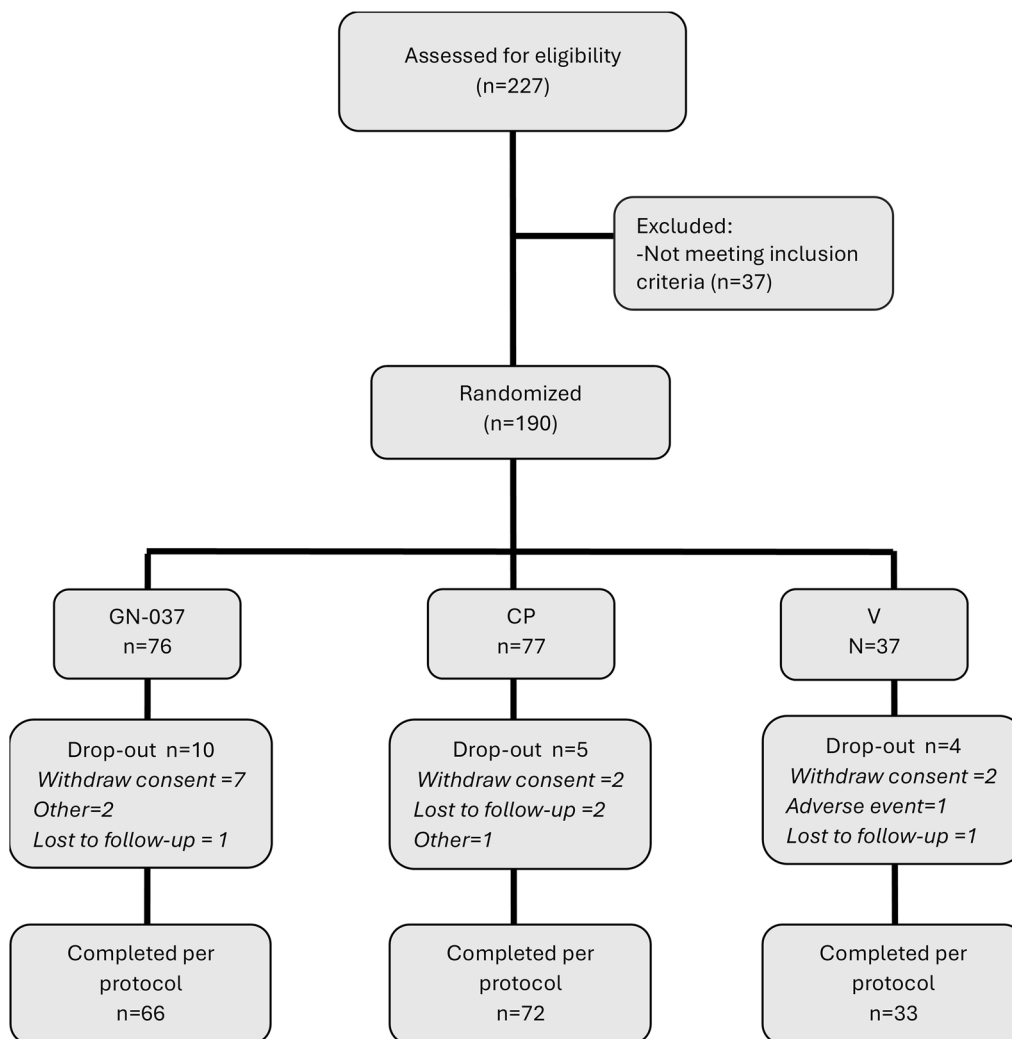 Assessed for eligibility
(n=227)
Excluded:
-Not meeting inclusion
criteria (n=37)
Randomized
(n=190)
GN-037
n=76
CP
n=77
V
N=37
Drop-out n=10
Withdraw consent =7
Other=2
Lost to follow-up = 1
Drop-out n=5
Withdraw consent =2
Lost to follow-up =2
Other=1
Drop-out n=4
Withdraw consent =2
Adverse event=1
Lost to follow-up =1
Completed per
protocol
n=66
Completed per
protocol
n=72
Completed per
protocol
n=33